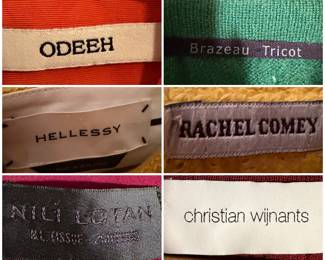 ODEEH
Brazeau Tricot
HELLESSY
RACHEL COMEY
NILI LOTAN
christian wijnants